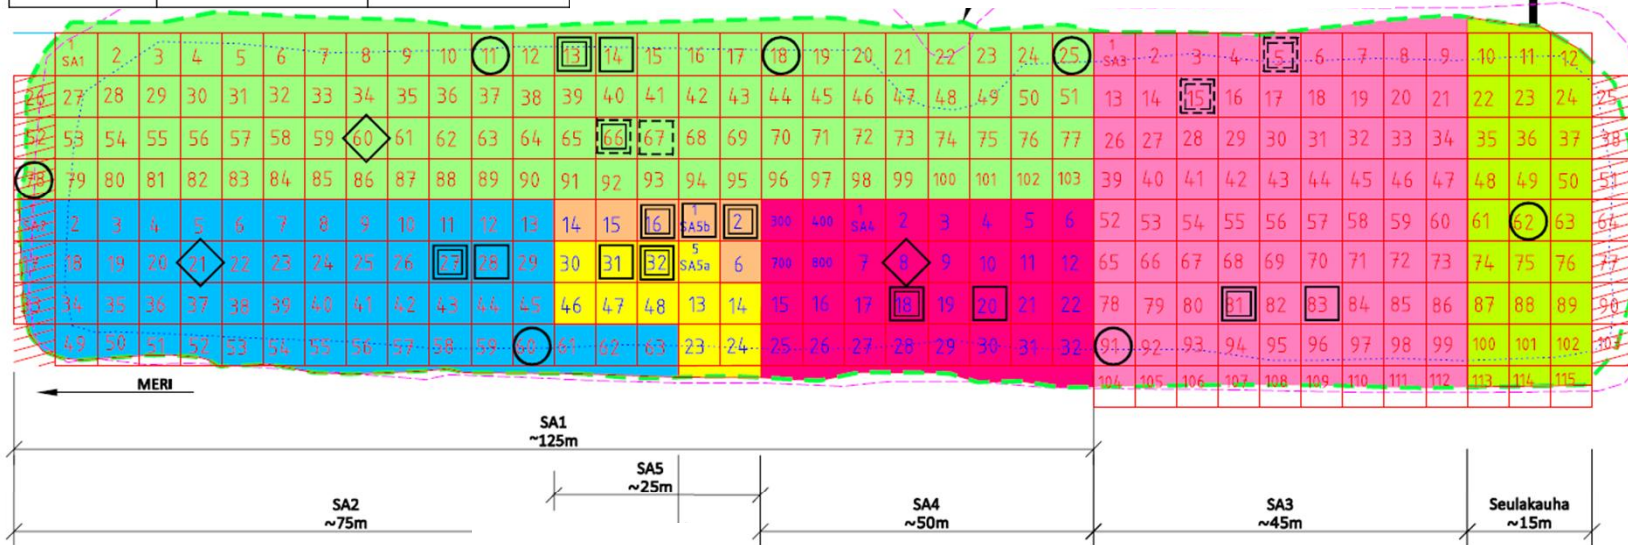 1 2 3 4 5 6 7 8 9 10 11 12 13 14 15 16 17 18 19 20 21 22 23 24 25 1 2 3 4 5 6 7 8 9 10 11 12
SA1 SA3
26 27 28 29 30 31 32 33 34 35 36 37 38 39 40 41 42 43 44 45 46 47 48 49 50 51 13 14 15 16 17 18 19 20 21 22 23 24 25
52 53 54 55 56 57 58 59 60 61 62 63 64 65 66 67 68 69 70 71 72 73 74 75 76 77 26 27 28 29 30 31 32 33 34 35 36 37 38
78 79 80 81 82 83 84 85 86 87 88 89 90 91 92 93 94 95 96 97 98 99 100 101 102 103 39 40 41 42 43 44 45 46 47 48 49 50 51
2 3 4 5 6 7 8 9 10 11 12 13 14 15 16 1 2 300 400 1 2 3 4 5 6 52 53 54 55 56 57 58 59 60 61 62 63 64
SA5b SA4
18 19 20 21 22 23 24 25 26 27 28 29 30 31 32 5 6 700 800 7 8 9 10 11 12 65 66 67 68 69 70 71 72 73 74 75 76 77
SA5a
34 35 36 37 38 39 40 41 42 43 44 45 46 47 48 13 14 15 16 17 18 19 20 21 22 78 79 80 81 82 83 84 85 86 87 88 89 90
49 50 51 52 53 54 55 56 57 58 59 60 61 62 63 23 24 25 26 27 28 29 30 31 32 91 92 93 94 95 96 97 98 99 100 101 102 103
104 105 106 107 108 109 110 111 112 113 114 115
MERI
SA1
~125m
SA5
~25m
SA2
~75m
SA4
~50m
SA3
~45m
Seulakauha
~15m